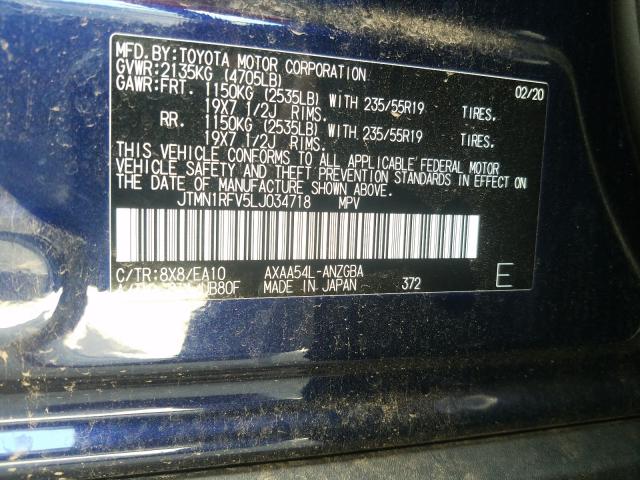 MFD.BY:TOYOTA MOTOR CORPORATION 02/20
GVWR:2135KG (4705LB)
GAWR:FRT. 1150KG (2535LB) WITH 235/55R19 TIRES.
19X7 1/2J RIMS.
RR. 1150KG (2535LB) WITH 235/55R19 TIRES.
19X7 1/2J RIMS.
THIS VEHICLE CONFORMS TO ALL APPLICABLE FEDERAL MOTOR
VEHICLE SAFETY AND THEFT PREVENTION STANDARDS IN EFFECT ON
THE DATE OF MANUFACTURE SHOWN ABOVE.
JTMN1RFV5LJ034718 MPV
C/TR:8X8/EA10 AXAA54L-ANZGBA
UB80F MADE IN JAPAN 372 E